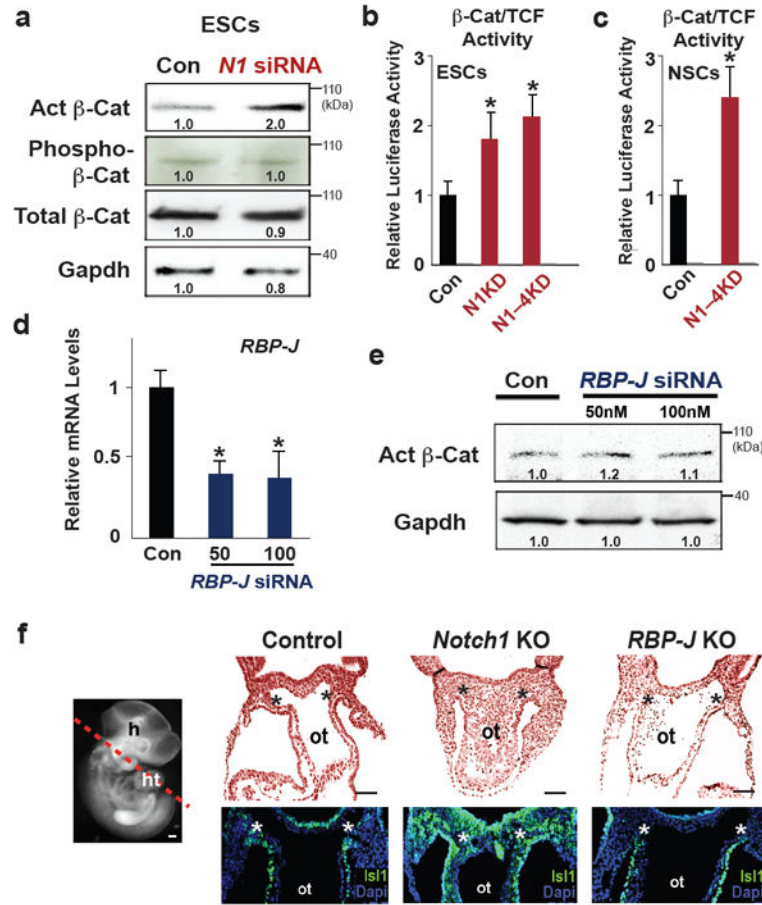 a
ESCs
Con N1 siRNA
110
(kDa)
Act β-Cat
1.0 2.0
110
Phospho-
β-Cat
1.0 1.0
110
Total β-Cat
1.0 0.9
40
Gapdh
1.0 0.8
b
β-Cat/TCF
Activity
Relative Luciferase Activity
3
2
1
0
ESCs
* *
Con N1KD N1–4KD
c
β-Cat/TCF
Activity
Relative Luciferase Activity
3
2
1
0
NSCs
*
Con N1–4KD
d
RBP-J
Relative mRNA Levels
1
0.5
0
* *
Con 50 100
RBP-J siRNA
e
Con RBP-J siRNA
50nM 100nM
110
(kDa)
Act β-Cat
1.0 1.2 1.1
40
Gapdh
1.0 1.0 1.0
f
Control Notch1 KO RBP-J KO
h
ht
* * * * * *
ot ot ot
* * * * * *
Isl1 Isl1 Isl1
ot Dapi ot Dapi ot Dapi